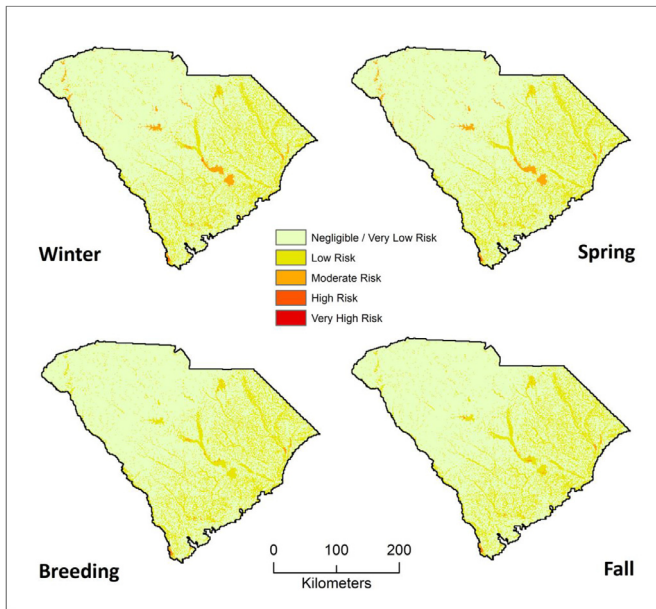 Winter
Spring
Negligible / Very Low Risk
Low Risk
Moderate Risk
High Risk
Very High Risk
Breeding
Fall
0 100 200
Kilometers